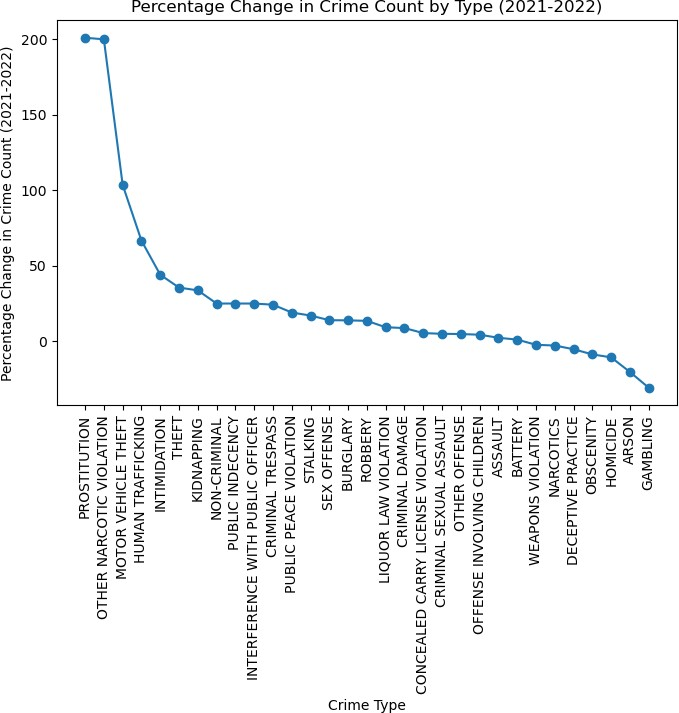 Percentage Change in Crime Count by Type (2021-2022)
Percentage Change in Crime Count (2021-2022)
200
150
100
50
0
PROSTITUTION
OTHER NARCOTIC VIOLATION
MOTOR VEHICLE THEFT
HUMAN TRAFFICKING
INTIMIDATION
THEFT
KIDNAPPING
NON-CRIMINAL
PUBLIC INDECENCY
INTERFERENCE WITH PUBLIC OFFICER
CRIMINAL TRESPASS
PUBLIC PEACE VIOLATION
STALKING
SEX OFFENSE
BURGLARY
ROBBERY
LIQUOR LAW VIOLATION
CRIMINAL DAMAGE
CONCEALED CARRY LICENSE VIOLATION
CRIMINAL SEXUAL ASSAULT
OTHER OFFENSE
OFFENSE INVOLVING CHILDREN
ASSAULT
BATTERY
WEAPONS VIOLATION
NARCOTICS
DECEPTIVE PRACTICE
OBSCENITY
HOMICIDE
ARSON
GAMBLING
Crime Type